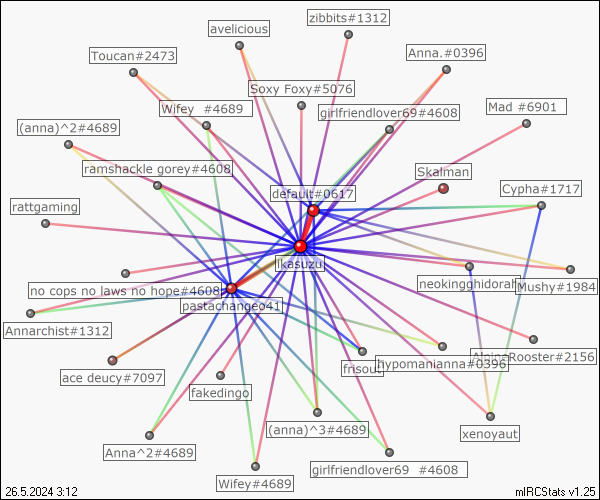 zibbits#1312
avelicious
Toucan#2473
Anna.#0396
Soxy Foxy#5076
Wifey  #4689
girlfriendlover69#4608
Mad #6901
(anna)^2#4689
ramshackle gorey#4608
Skalman
default#0617
Cypha#1717
rattgaming
ikasuzu
no cops no laws no hope#4608
neokingghidorah
Mushy#1984
pastachangeo41
Annarchist#1312
frisous
hypomanianna#0396
Rooster#2156
ace deucy#7097
fakedingo
(anna)^3#4689
xenoyaut
Anna^2#4689
Wifey#4689
girlfriendlover69  #4608
26.5.2024 3:12
mIRCStats v1.25